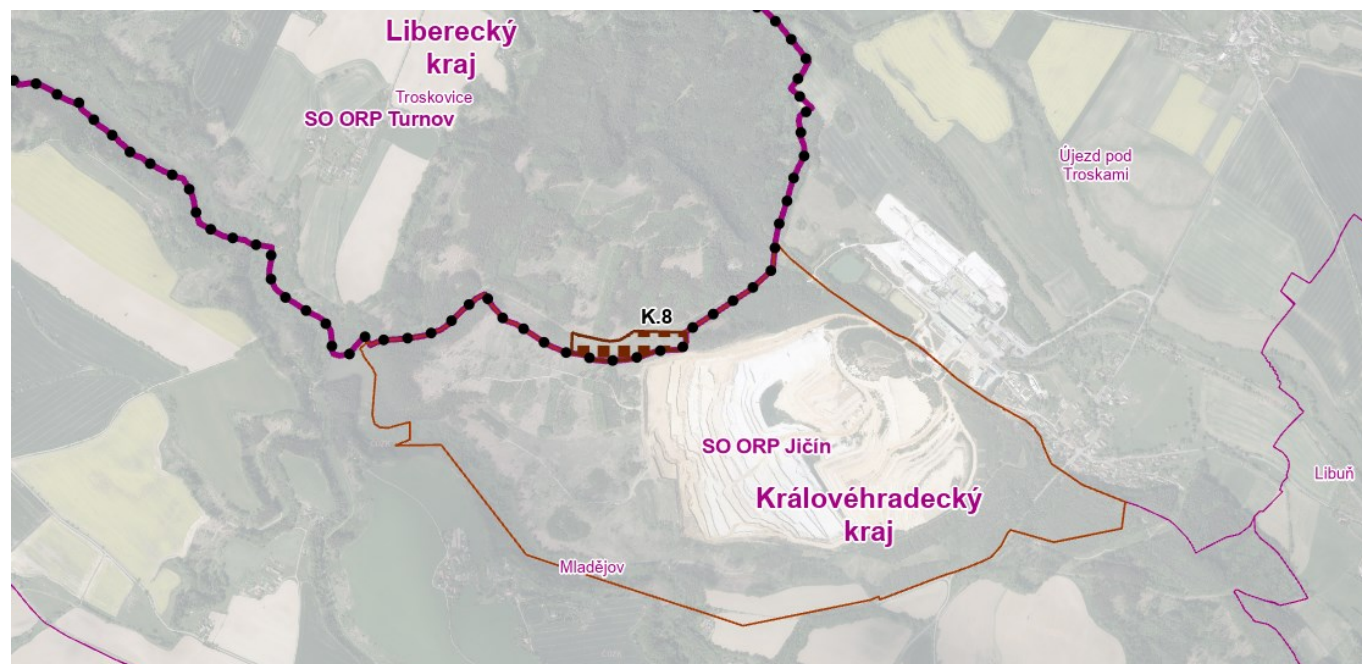 Liberecký
kraj
Troskovice
SO ORP Turnov
Újezd pod
Troskami
K.8
SO ORP Jičín
Libuň
Královéhradecký
kraj
Mladějov